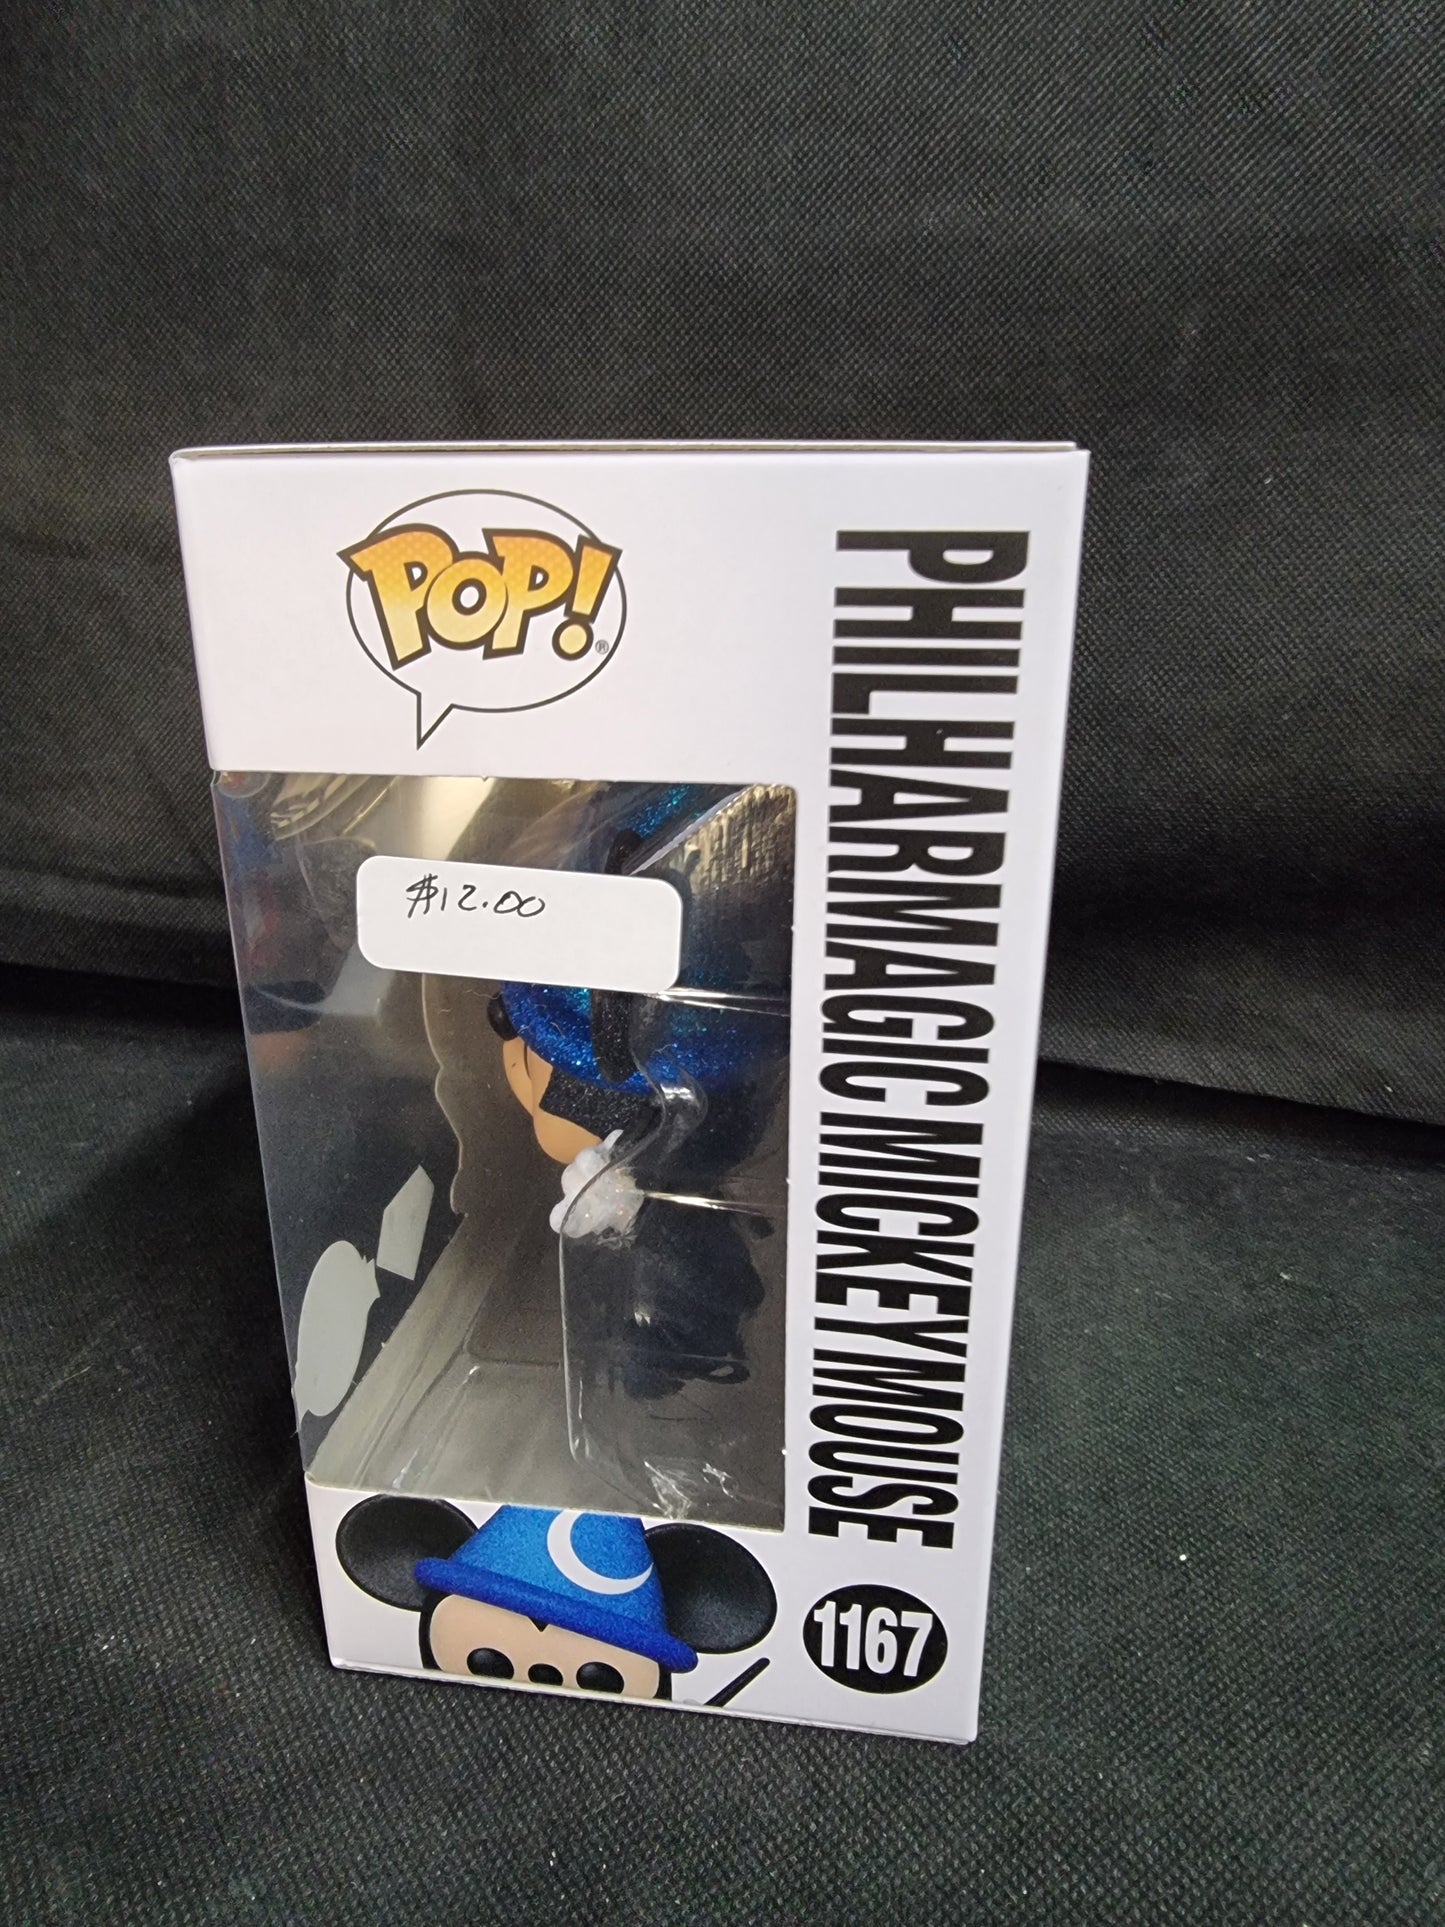 POP!
®
$12.00
PHILHARMAGIC MICKEY MOUSE
1167